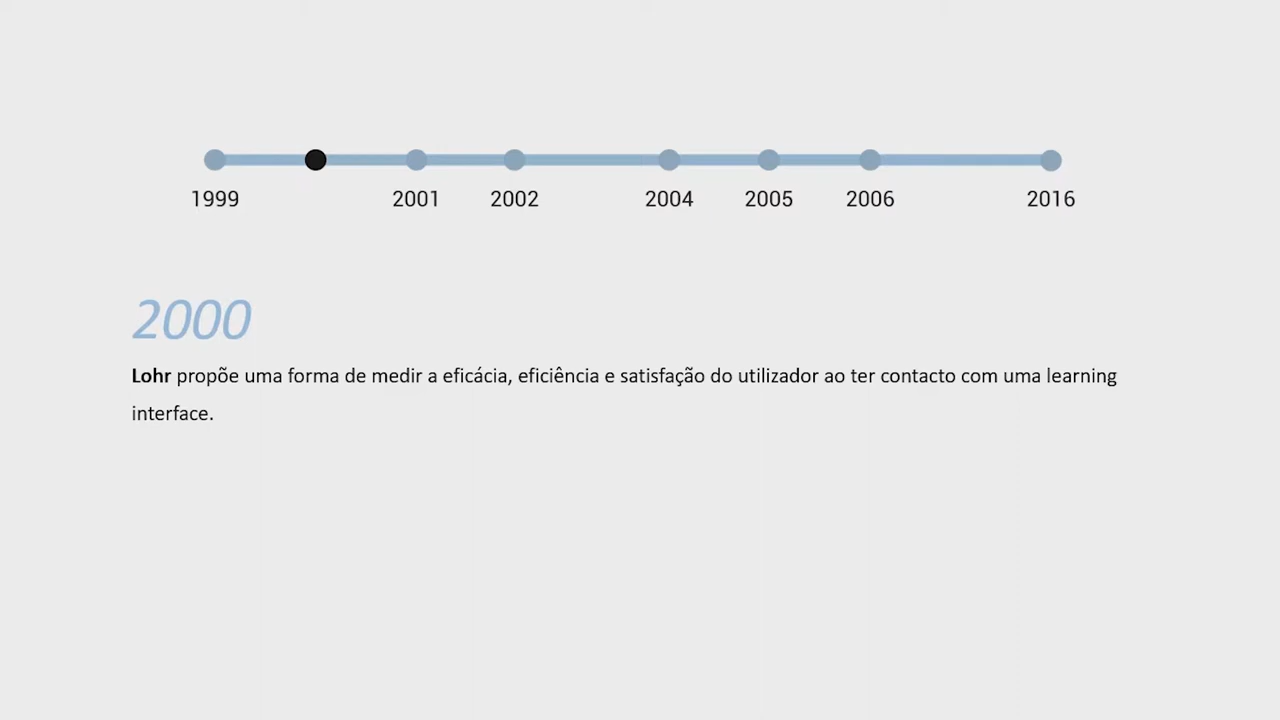 1999 2001 2002 2004 2005 2006 2016
2000
Lohr propõe uma forma de medir a eficácia, eficiência e satisfação do utilizador ao ter contacto com uma learning
interface.